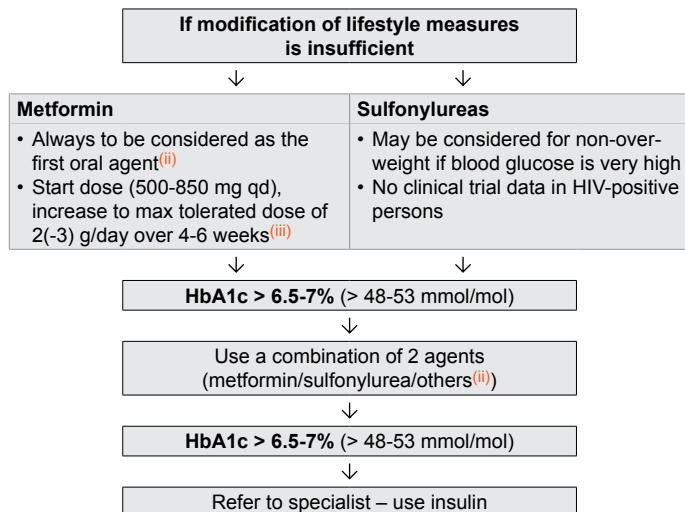 If modification of lifestyle measures
is insufficient
Metformin
• Always to be considered as the
first oral agent(ii)
• Start dose (500-850 mg qd),
increase to max tolerated dose of
2(-3) g/day over 4-6 weeks(iii)
Sulfonylureas
• May be considered for non-over-
weight if blood glucose is very high
• No clinical trial data in HIV-positive
persons
HbA1c > 6.5-7% (> 48-53 mmol/mol)
Use a combination of 2 agents
(metformin/sulfonylurea/others(ii))
HbA1c > 6.5-7% (> 48-53 mmol/mol)
Refer to specialist – use insulin